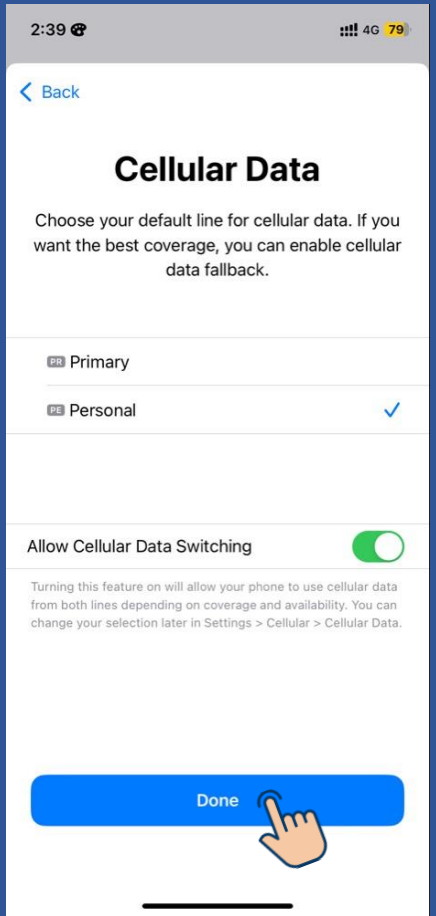 2:39 4G 79
Back
Cellular Data
Choose your default line for cellular data. If you
want the best coverage, you can enable cellular
data fallback.
PR Primary
PE Personal
Allow Cellular Data Switching
Turning this feature on will allow your phone to use cellular data
from both lines depending on coverage and availability. You can
change your selection later in Settings > Cellular > Cellular Data.
Done